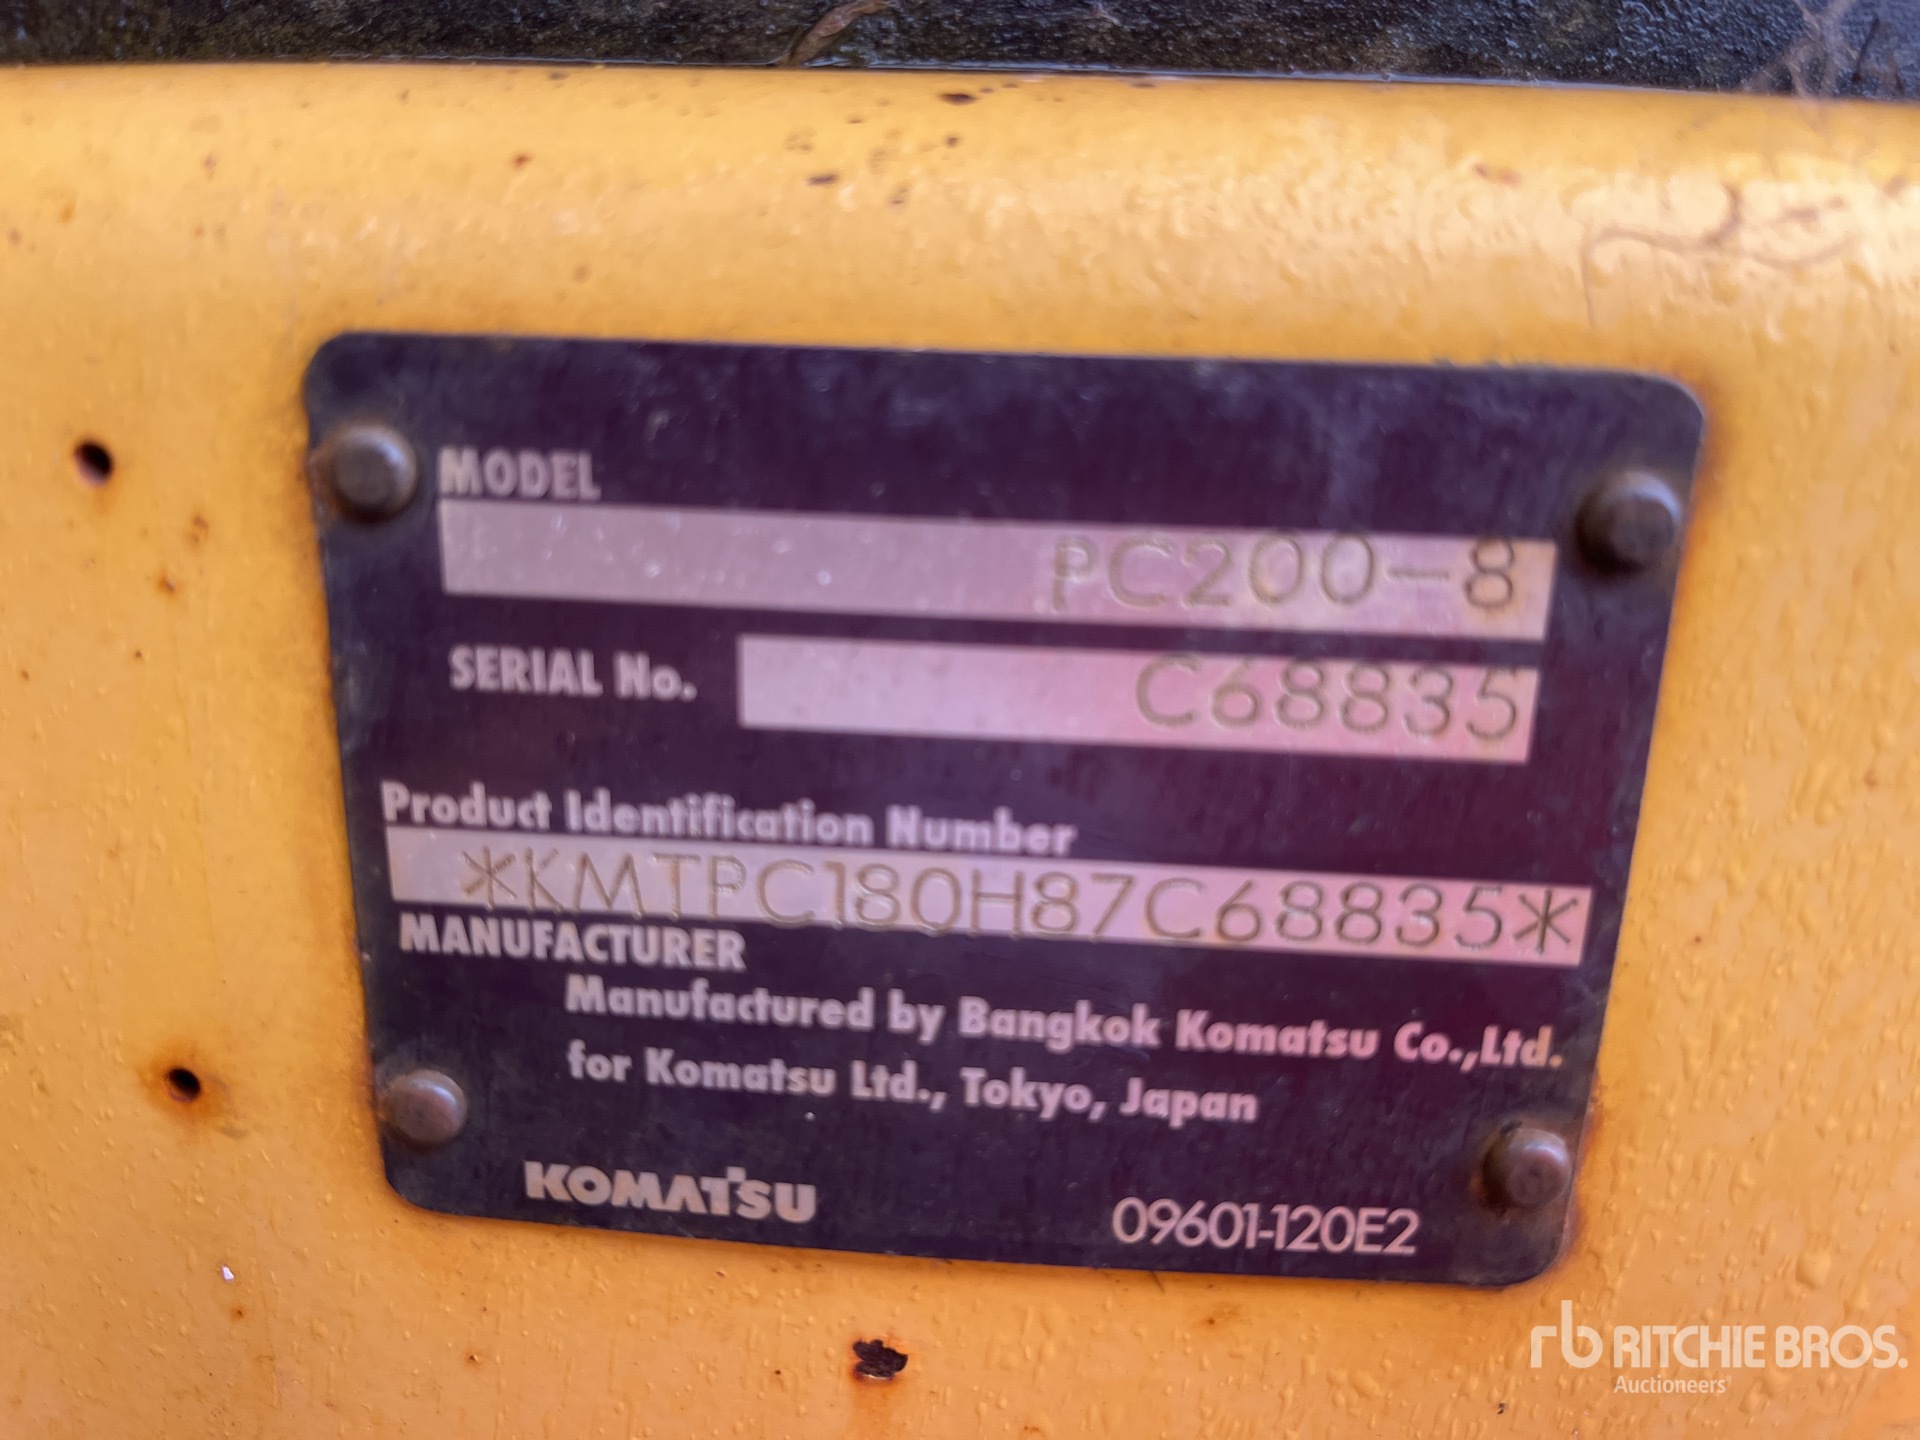 MODEL
PC200-8
SERIAL No. C68835
Product Identification Number
*KMTPC180H87C68835*
MANUFACTURER
Manufactured by Bangkok Komatsu Co.,Ltd.
for Komatsu Ltd., Tokyo, Japan
KOMATSU 09601-120E2
rb RITCHIE BROS.
Auctioneers